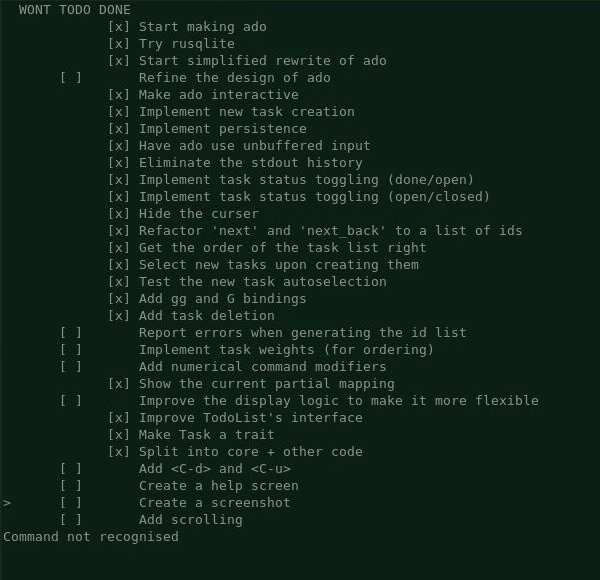 WONT TODO DONE
[x] Start making ado
[x] Try rusqlite
[x] Start simplified rewrite of ado
[ ] Refine the design of ado
[x] Make ado interactive
[x] Implement new task creation
[x] Implement persistence
[x] Have ado use unbuffered input
[x] Eliminate the stdout history
[x] Implement task status toggling (done/open)
[x] Implement task status toggling (open/closed)
[x] Hide the curser
[x] Refactor 'next' and 'next_back' to a list of ids
[x] Get the order of the task list right
[x] Select new tasks upon creating them
[x] Test the new task autoselection
[x] Add gg and G bindings
[x] Add task deletion
[ ] Report errors when generating the id list
[ ] Implement task weights (for ordering)
[ ] Add numerical command modifiers
[x] Show the current partial mapping
[ ] Improve the display logic to make it more flexible
[x] Improve TodoList's interface
[x] Make Task a trait
[x] Split into core + other code
[ ] Add <C-d> and <C-u>
[ ] Create a help screen
> [ ] Create a screenshot
[ ] Add scrolling
Command not recognised